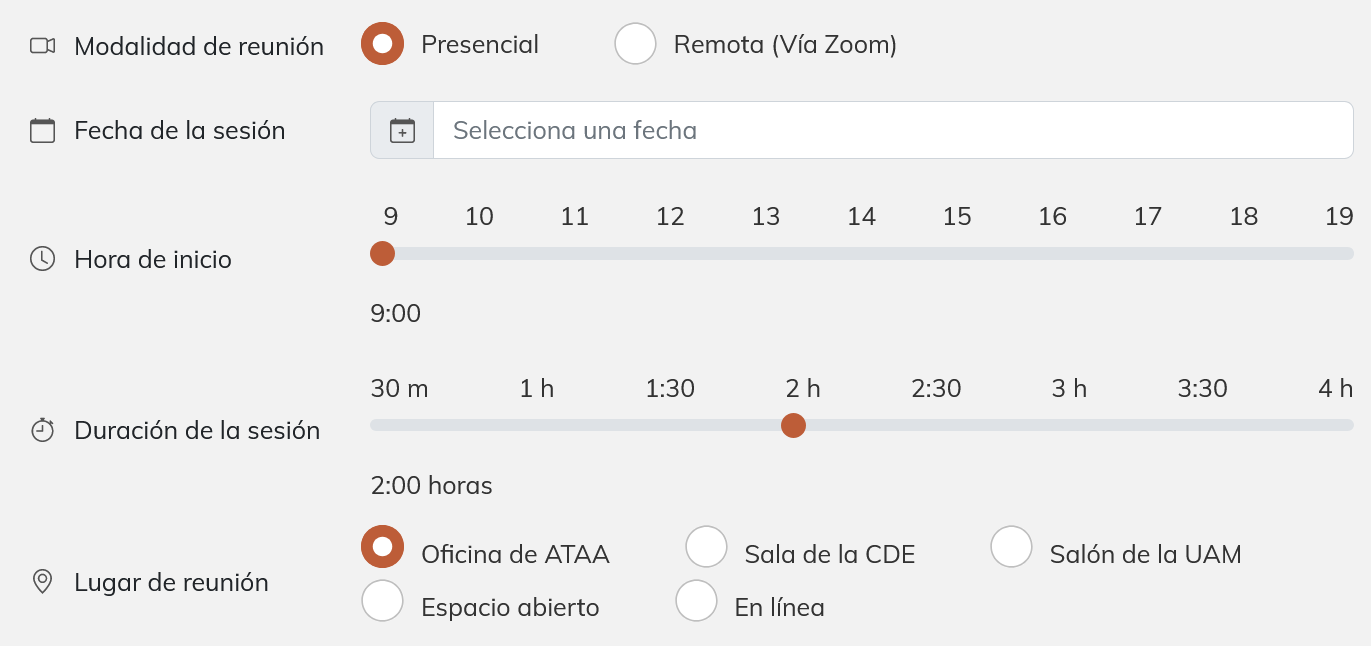 Modalidad de reunión Presencial Remota (Vía Zoom)
Fecha de la sesión Selecciona una fecha
9 10 11 12 13 14 15 16 17 18 19
Hora de inicio
9:00
30 m 1 h 1:30 2 h 2:30 3 h 3:30 4 h
Duración de la sesión
2:00 horas
Oficina de ATAA Sala de la CDE Salón de la UAM
Lugar de reunión
Espacio abierto En línea